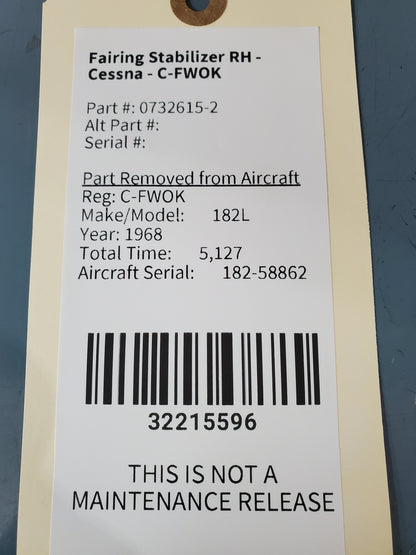 Fairing Stabilizer RH -
Cessna - C-FWOK
Part #: 0732615-2
Alt Part #:
Serial #:
Part Removed from Aircraft
Reg: C-FWOK
Make/Model: 182L
Year: 1968
Total Time: 5,127
Aircraft Serial: 182-58862
32215596
THIS IS NOT A
MAINTENANCE RELEASE